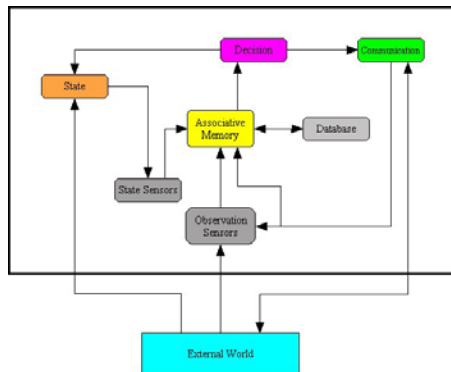 Decision
Communication
State
Associative
Memory
Database
State Sensors
Observation
Sensors
External World